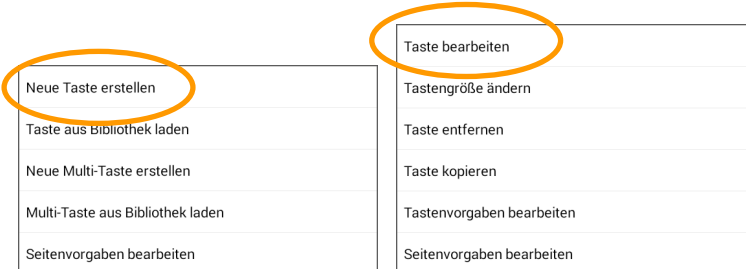 Neue Taste erstellen
Taste aus Bibliothek laden
Neue Multi-Taste erstellen
Multi-Taste aus Bibliothek laden
Seitenvorgaben bearbeiten
Taste bearbeiten
Tastengröße ändern
Taste entfernen
Taste kopieren
Tastenvorgaben bearbeiten
Seitenvorgaben bearbeiten